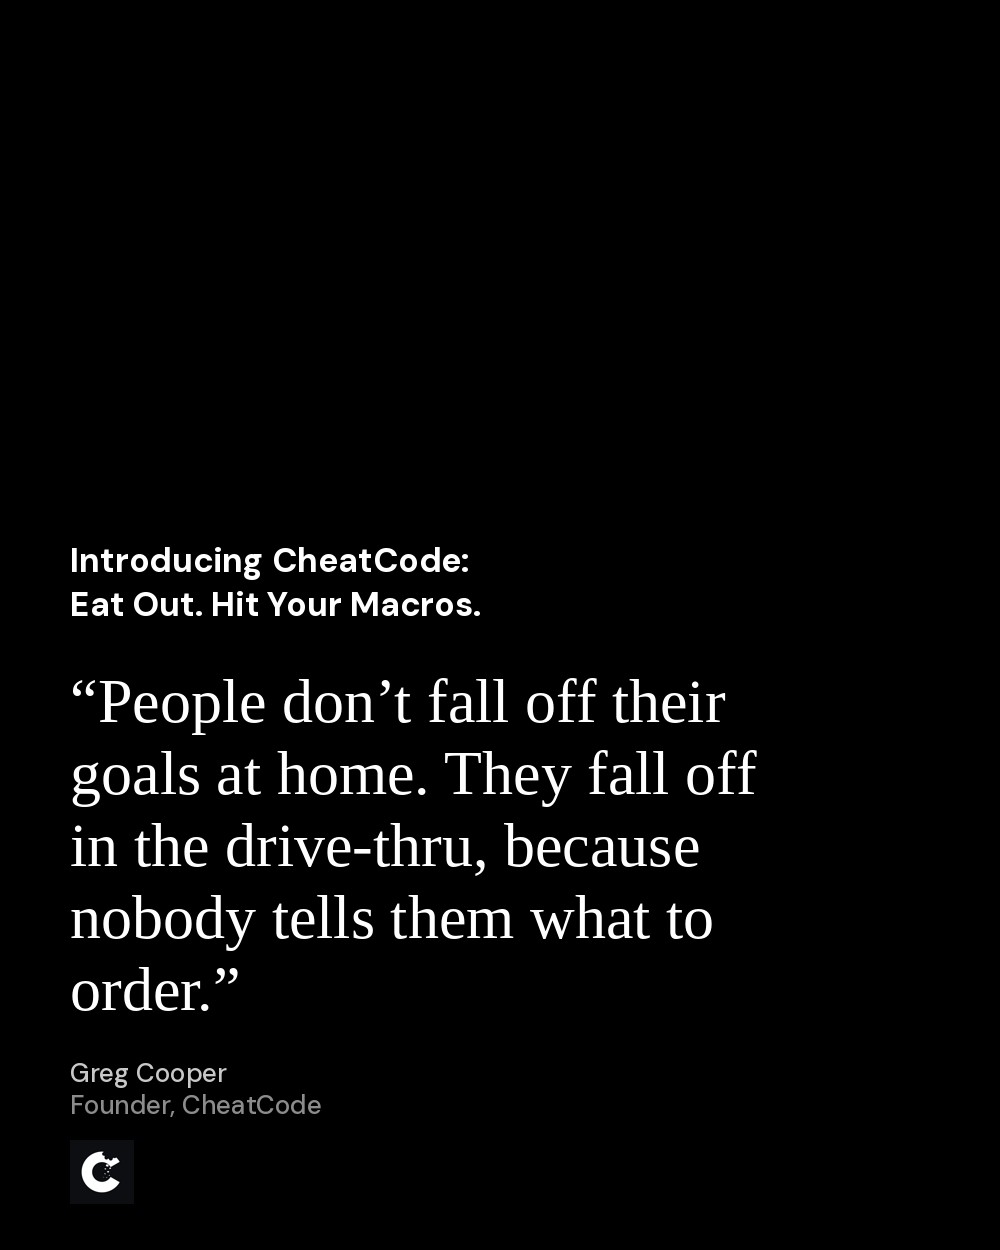 Introducing CheatCode:
Eat Out. Hit Your Macros.
“People don’t fall off their
goals at home. They fall off
in the drive-thru, because
nobody tells them what to
order.”
Greg Cooper
Founder, CheatCode